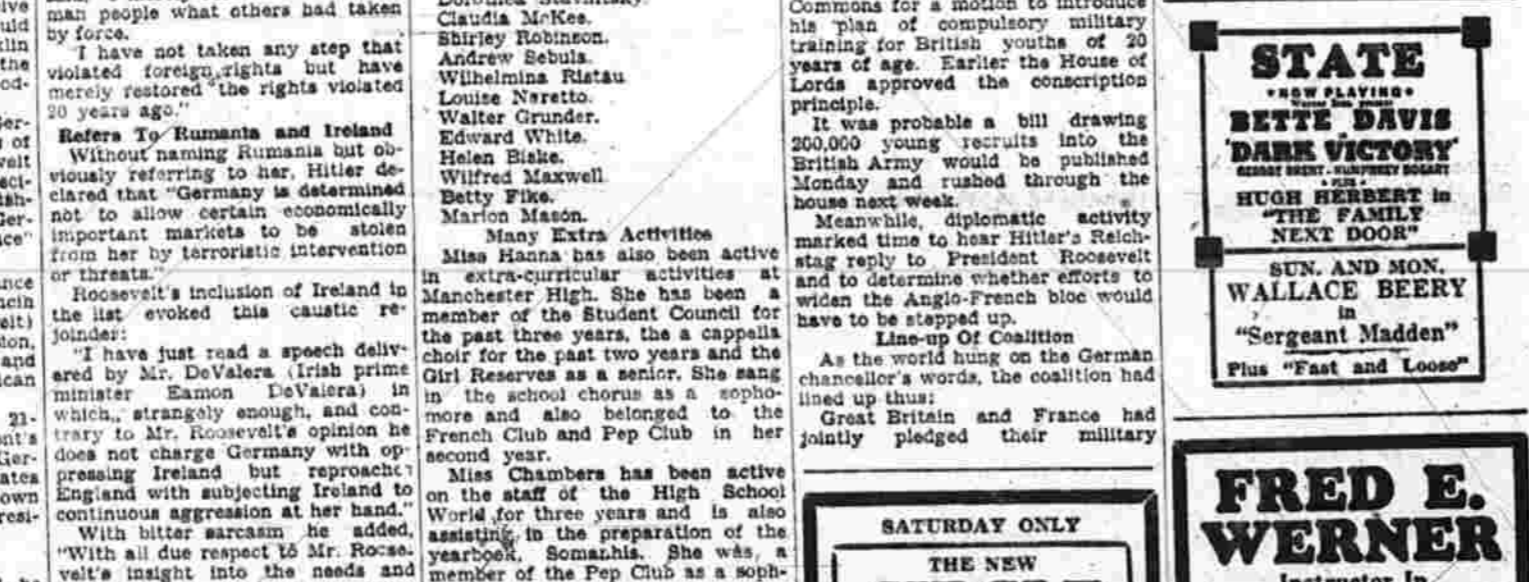 man people what others had taken
by force.
"I have not taken any step that
violated foreign rights but have
merely restored the rights violated
20 years ago."
Refers To Rumania and Ireland
Without naming Rumania but ob-
viously referring to her, Hitler de-
clared that "Germany is determined
not to allow certain economically
important markets to be stolen
from her by terroristic intervention
or threats."
Roosevelt's inclusion of Ireland in
the list evoked this caustic re-
joinder:
"I have just read a speech deliv-
ered by Mr. DeValera (Irish prime
minister Eamon DeValera) in
which, strangely enough, and con-
trary to Mr. Roosevelt's opinion he
does not charge Germany with op-
pressing Ireland but reproaches
England with subjecting Ireland to
continuous aggression at her hand."
With bitter sarcasm he added,
"With all due respect to Mr. Roose-
velt's insight into the needs and
Claudia McKee.
Shirley Robinson.
Andrew Sebula.
Wilhelmina Ristau
Louise Naretto.
Walter Grunder.
Edward White.
Helen Blake.
Wilfred Maxwell
Betty Fike.
Marion Mason.
Many Extra Activities
Miss Hanna has also been active
in extra-curricular activities at
Manchester High. She has been a
member of the Student Council for
the past three years, the a cappella
choir for the past two years and the
Girl Reserves as a senior. She sang
in the school chorus as a sopho-
more and also belonged to the
French Club and Pep Club in her
second year.
Miss Chambers has been active
on the staff of the High School
World for three years and is also
assisting in the preparation of the
yearbook, Somanhis. She was, a
member of the Pep Club as a soph-
Commons for a motion to introduce
his plan of compulsory military
training for British youths of 20
years of age. Earlier the House of
Lords approved the conscription
principle.
It was probable a bill drawing
200,000 young recruits into the
British Army would be published
Monday and rushed through the
house next week.
Meanwhile, diplomatic activity
marked time to hear Hitler's Reich-
stag reply to President Roosevelt
and to determine whether efforts to
widen the Anglo-French bloc would
have to be stepped up.
Line-up Of Coalition
As the world hung on the German
chancellor's words, the coalition had
lined up thus:
Great Britain and France had
jointly pledged their military
SATURDAY ONLY
THE NEW
STATE
NOW PLAYING
BETTE DAVIS
'DARK VICTORY'
GEORGE BRENT - HUMPHREY BOGART
PLUS
HUGH HERBERT in
"THE FAMILY
NEXT DOOR"
SUN. AND MON.
WALLACE BEERY
in
"Sergeant Madden"
Plus "Fast and Loose"
FRED E.
WERNER
Instructor In